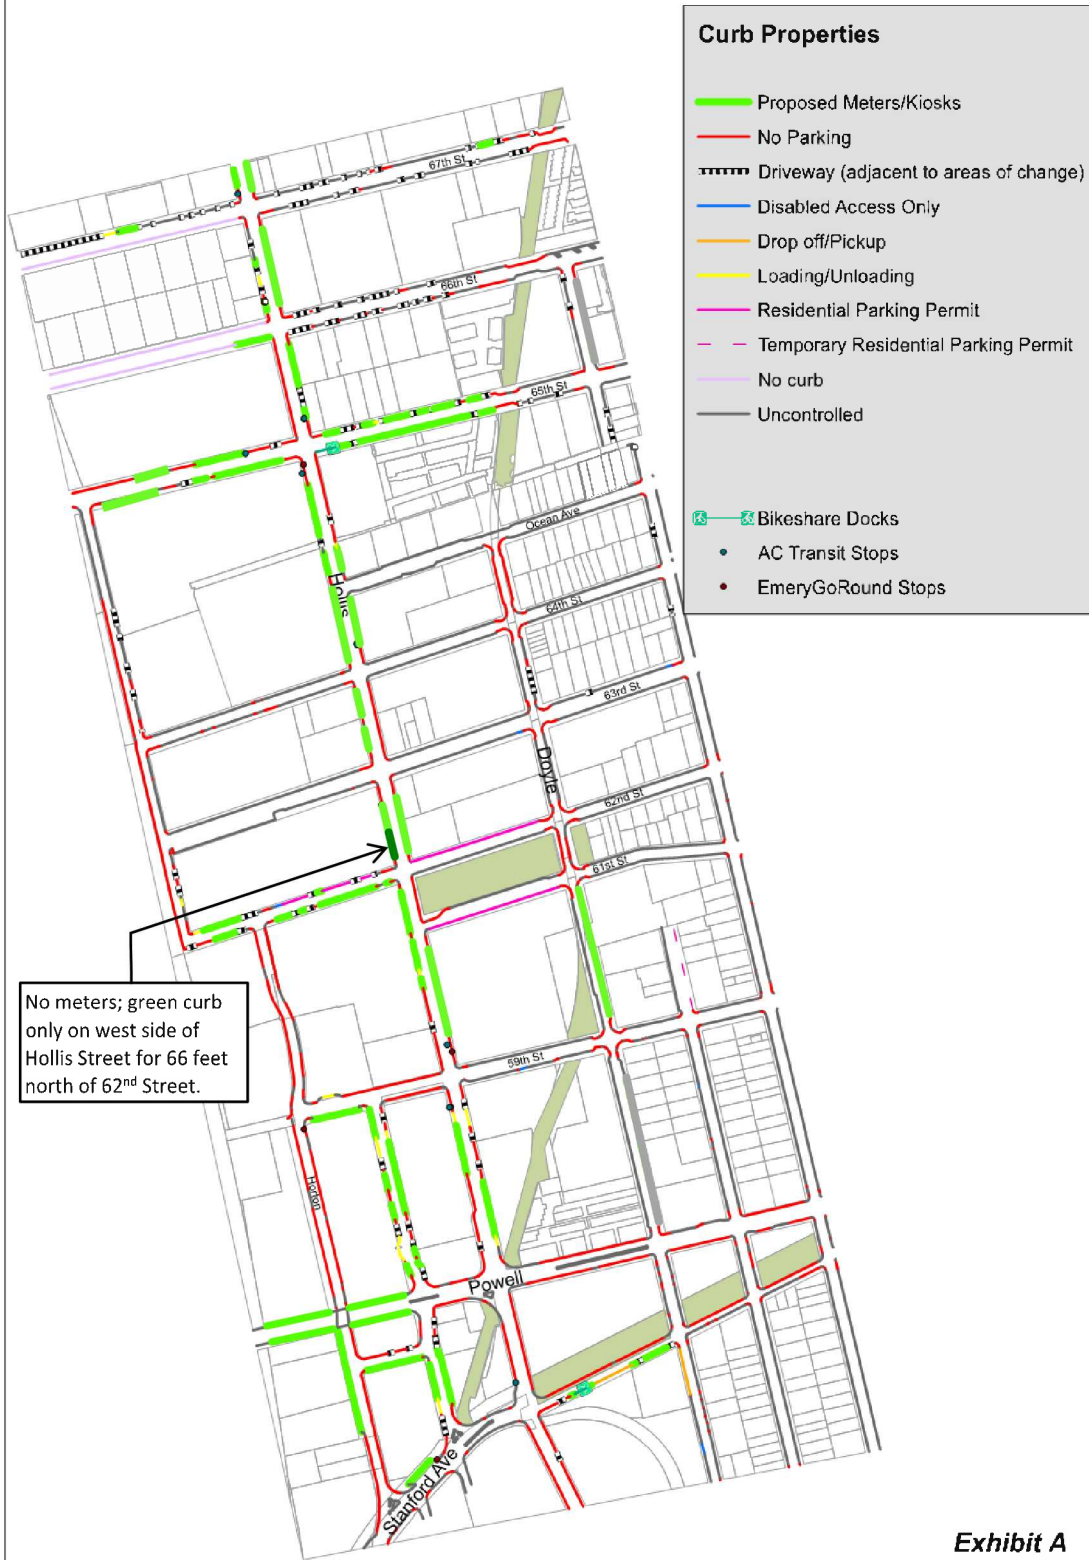 Curb Properties
Proposed Meters/Kiosks
No Parking
Driveway (adjacent to areas of change)
Disabled Access Only
Drop off/Pickup
Loading/Unloading
Residential Parking Permit
Temporary Residential Parking Permit
No curb
Uncontrolled
Bikeshare Docks
AC Transit Stops
EmeryGoRound Stops
67th St
66th St
65th St
Ocean Ave
Hollis
64th St
63rd St
Doyle
62nd St
61st St
No meters; green curb
only on west side of
Hollis Street for 66 feet
north of 62nd Street.
59th St
Horton
Powell
Stanford Ave
Exhibit A